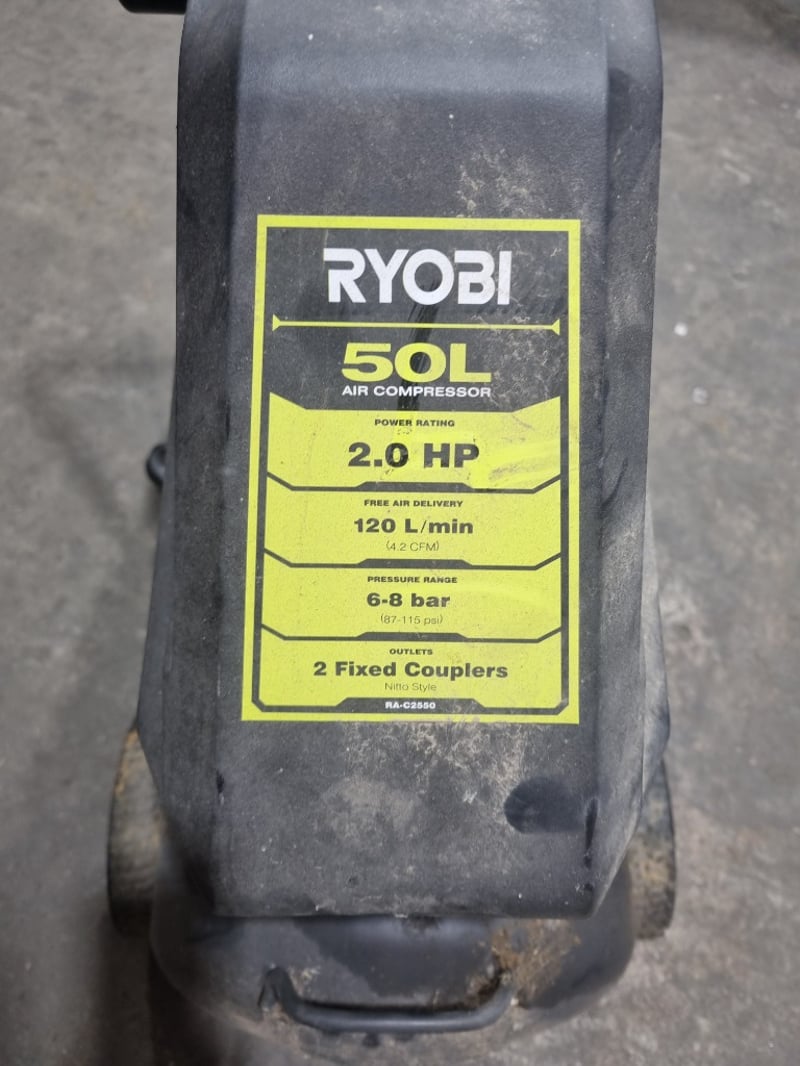 RYOBI
50L
AIR COMPRESSOR
POWER RATING
2.0 HP
FREE AIR DELIVERY
120 L/min
(4.2 CFM)
PRESSURE RANGE
6-8 bar
(87-115 psi)
OUTLETS
2 Fixed Couplers
Nitto Style
RA-C2550